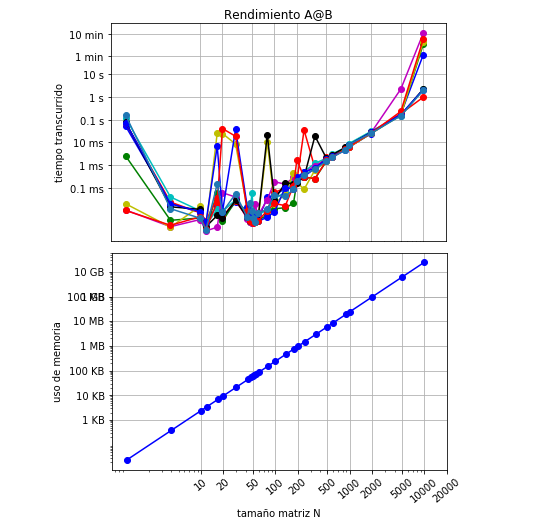 Rendimiento A@B
10 min
1 min
10 s
1 s
0.1 s
10 ms
1 ms
0.1 ms
tiempo transcurrido
10 GB
1 GB
100 MB
10 MB
1 MB
100 KB
10 KB
1 KB
uso de memoria
10
20
50
100
200
500
1000
2000
5000
10000
20000
tamaño matriz N